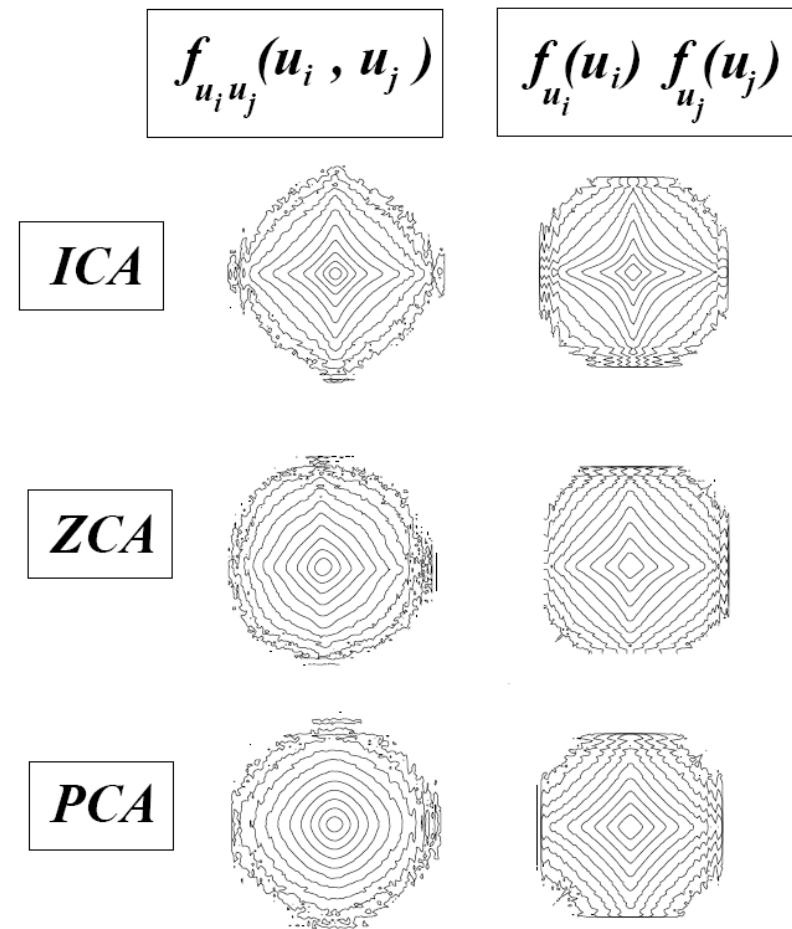 f_{u_i u_j}(u_i , u_j )
f_{u_i}(u_i) f_{u_j}(u_j)
ICA
ZCA
PCA